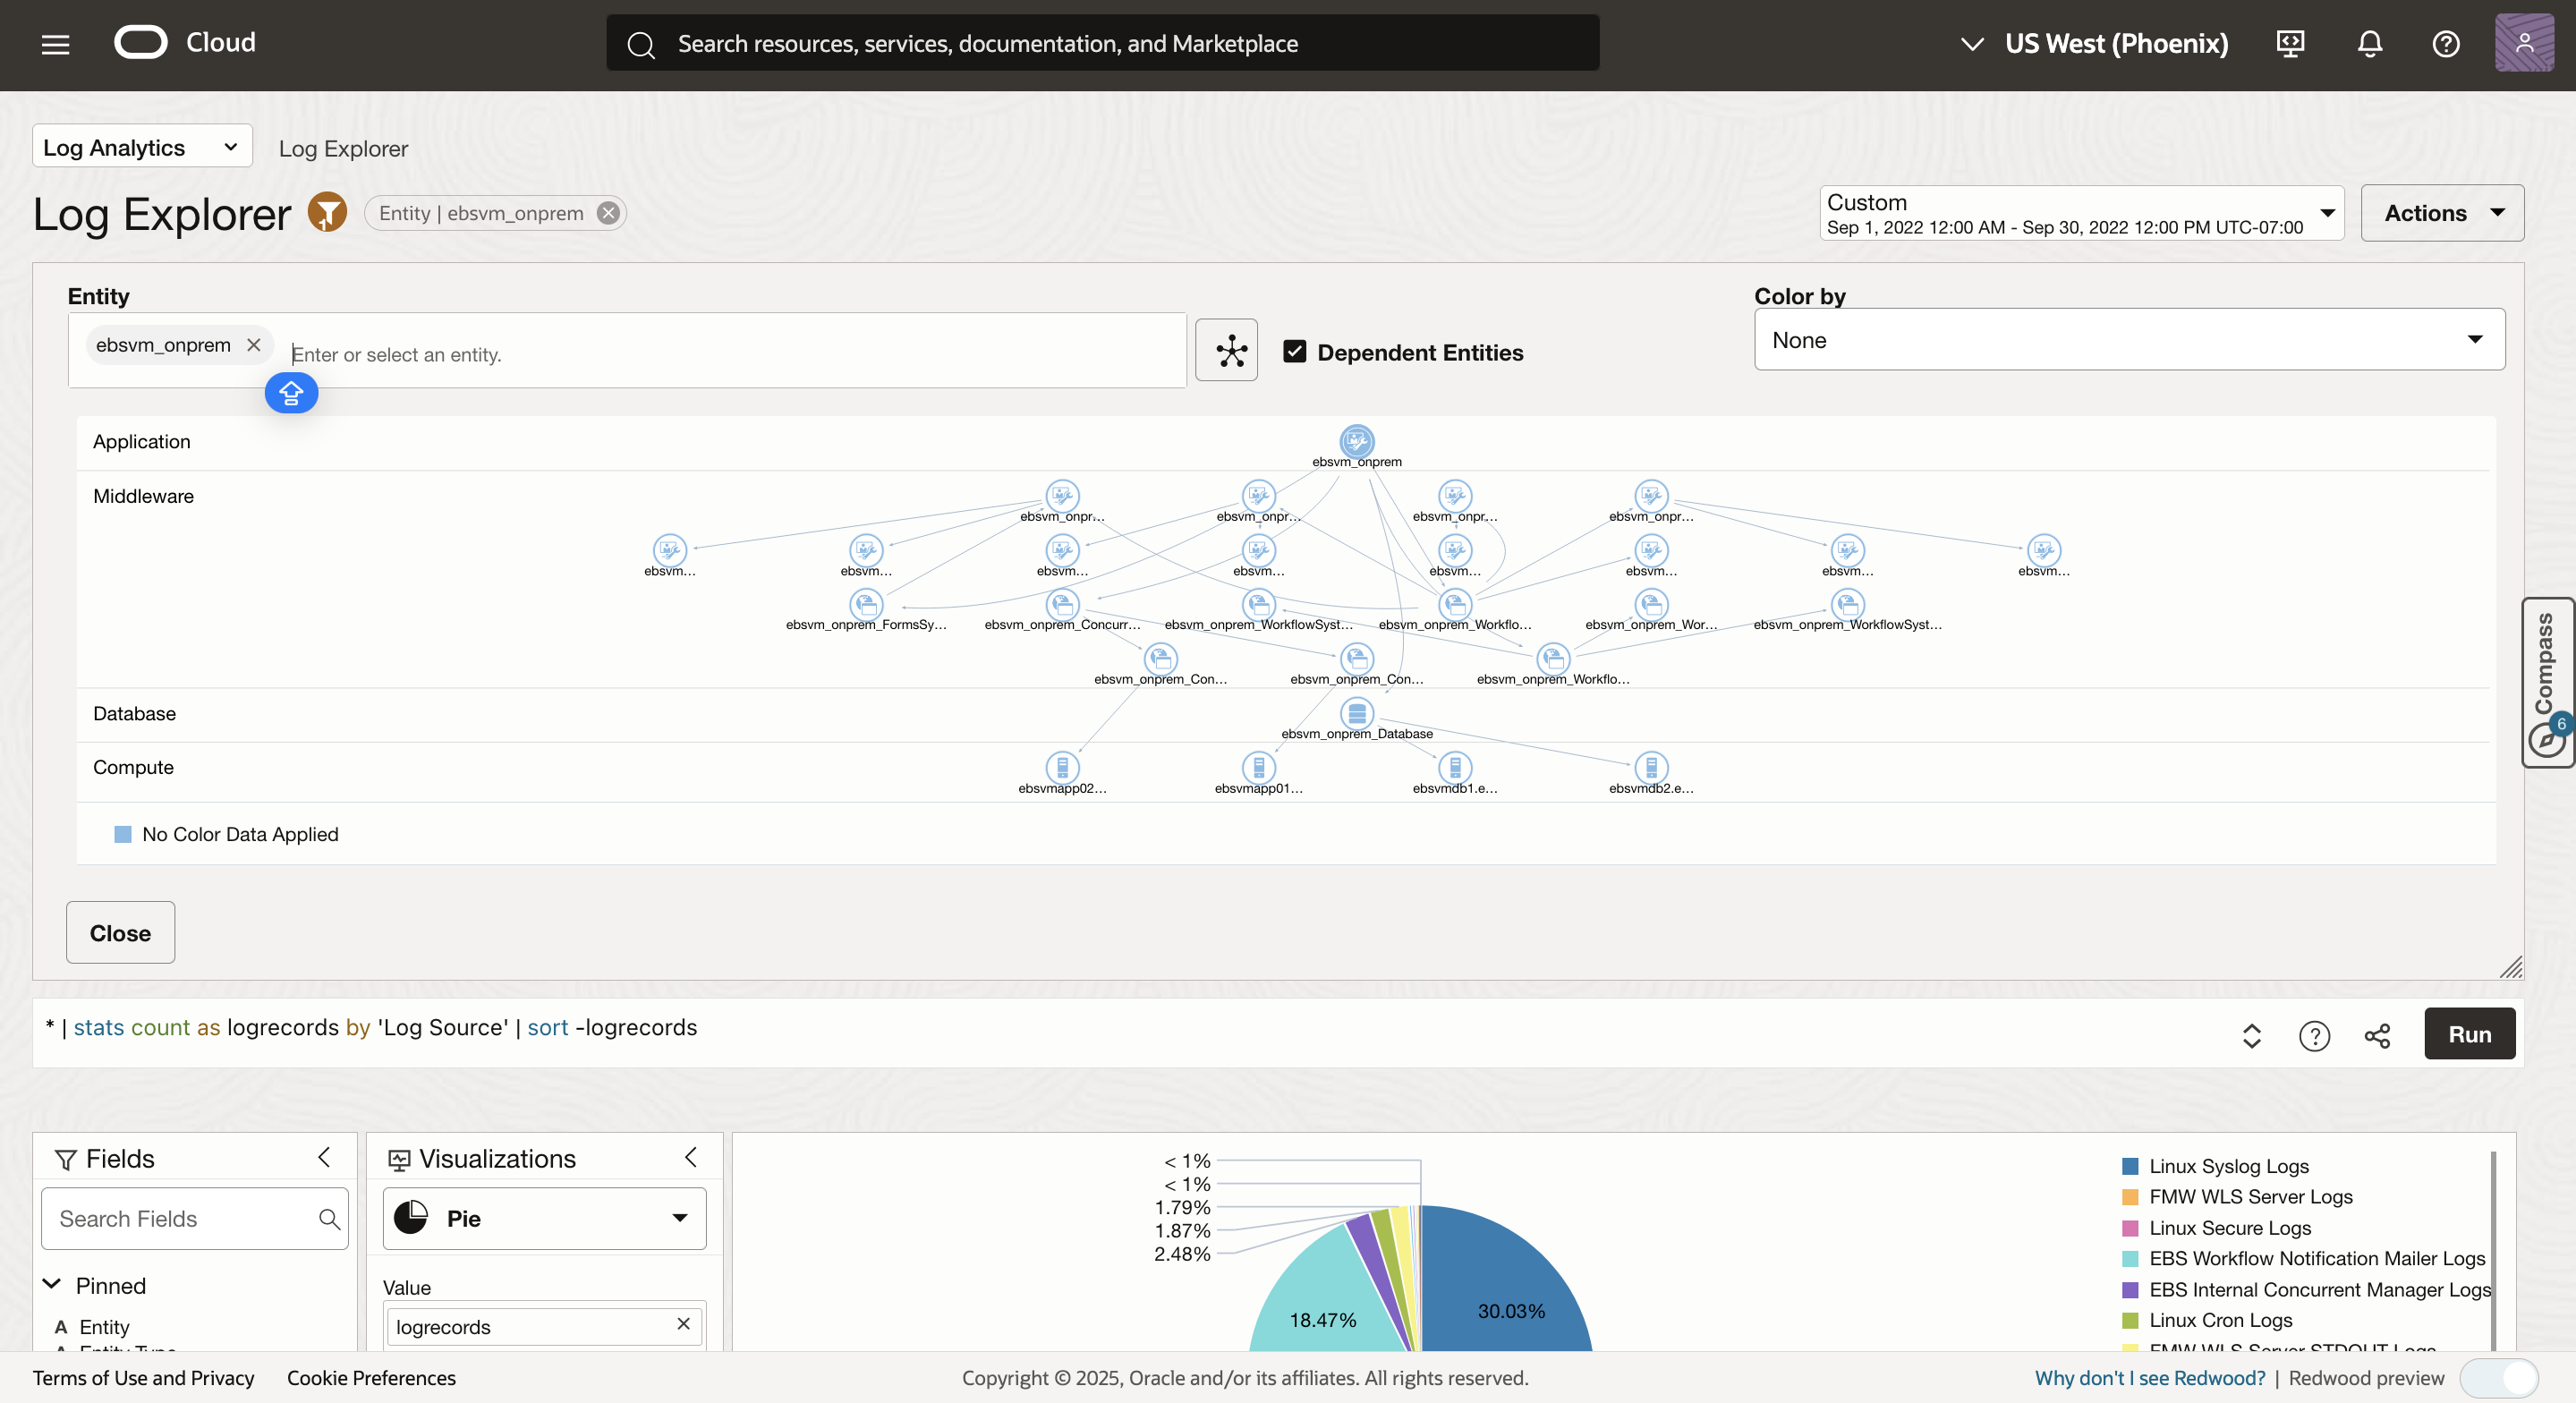 Cloud
Search resources, services, documentation, and Marketplace
US West (Phoenix)
Log Analytics
Log Explorer
Log Explorer
1
Entity | ebsvm_onprem
Custom
Sep 1, 2022 12:00 AM - Sep 30, 2022 12:00 PM UTC-07:00
Actions
Entity
Color by
ebsvm_onprem
Enter or select an entity.
Dependent Entities
None
Application
ebsvm_onprem
Middleware
ebsvm_onpr... ebsvm_onpr... ebsvm_onpr... ebsvm_onpr...
ebsvm... ebsvm... ebsvm... ebsvm... ebsvm... ebsvm... ebsvm... ebsvm...
ebsvm_onprem_FormsSy... ebsvm_onprem_Concurr... ebsvm_onprem_WorkflowSyst... ebsvm_onprem_Workflo... ebsvm_onprem_Wor... ebsvm_onprem_WorkflowSyst...
ebsvm_onprem_Con... ebsvm_onprem_Con... ebsvm_onprem_Workflo...
Database
ebsvm_onprem_Database
Compute
ebsvmapp02... ebsvmapp01... ebsvmdb1.e... ebsvmdb2.e...
No Color Data Applied
Close
Compass
6
* | stats count as logrecords by 'Log Source' | sort -logrecords
Run
Fields
Search Fields
Pinned
A Entity
A Entity Type
Visualizations
Pie
Value
logrecords
< 1%
< 1%
1.79%
1.87%
2.48%
18.47%
30.03%
Linux Syslog Logs
FMW WLS Server Logs
Linux Secure Logs
EBS Workflow Notification Mailer Logs
EBS Internal Concurrent Manager Logs
Linux Cron Logs
FMW WLS Server STDOUT Logs
Terms of Use and Privacy
Cookie Preferences
Copyright © 2025, Oracle and/or its affiliates. All rights reserved.
Why don't I see Redwood? | Redwood preview